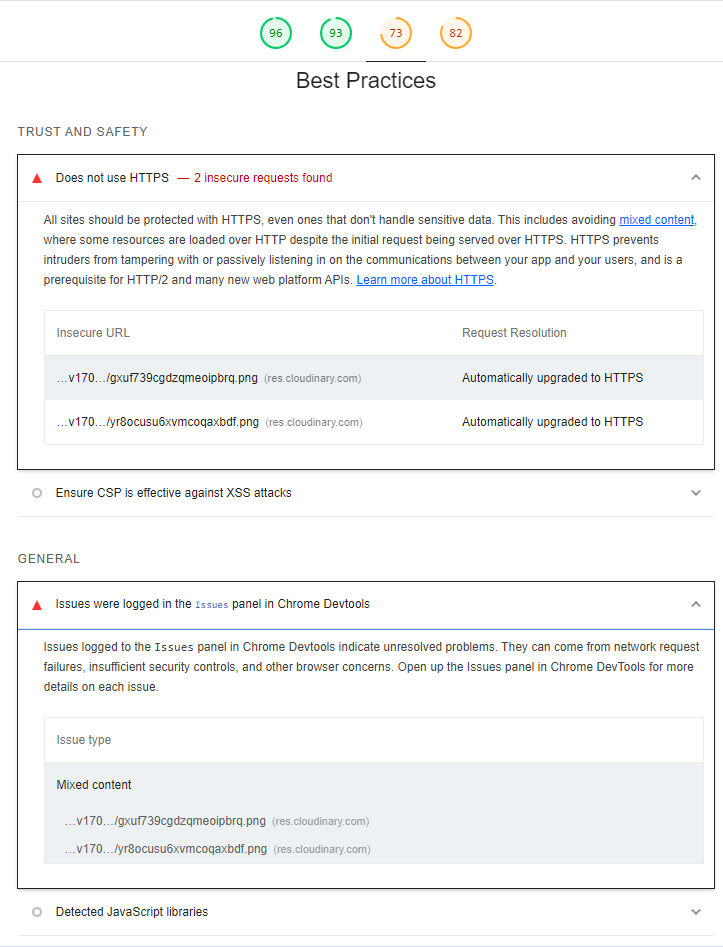 96 93 73 82
Best Practices
TRUST AND SAFETY
Does not use HTTPS — 2 insecure requests found
All sites should be protected with HTTPS, even ones that don't handle sensitive data. This includes avoiding mixed content,
where some resources are loaded over HTTP despite the initial request being served over HTTPS. HTTPS prevents
intruders from tampering with or passively listening in on the communications between your app and your users, and is a
prerequisite for HTTP/2 and many new web platform APIs. Learn more about HTTPS.
Insecure URL Request Resolution
…v170…/gxuf739cgdzqmeoipbrq.png (res.cloudinary.com) Automatically upgraded to HTTPS
…v170…/yr8ocusu6xvmcoqaxbdf.png (res.cloudinary.com) Automatically upgraded to HTTPS
Ensure CSP is effective against XSS attacks
GENERAL
Issues were logged in the Issues panel in Chrome Devtools
Issues logged to the Issues panel in Chrome Devtools indicate unresolved problems. They can come from network request
failures, insufficient security controls, and other browser concerns. Open up the Issues panel in Chrome DevTools for more
details on each issue.
Issue type
Mixed content
…v170…/gxuf739cgdzqmeoipbrq.png (res.cloudinary.com)
…v170…/yr8ocusu6xvmcoqaxbdf.png (res.cloudinary.com)
Detected JavaScript libraries